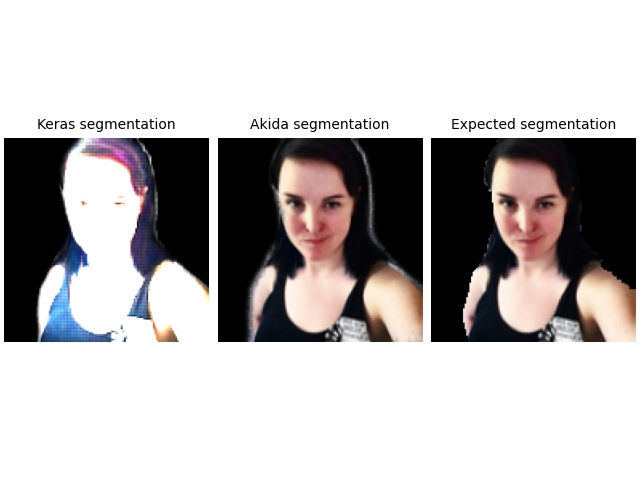 Keras segmentation
Akida segmentation
Expected segmentation